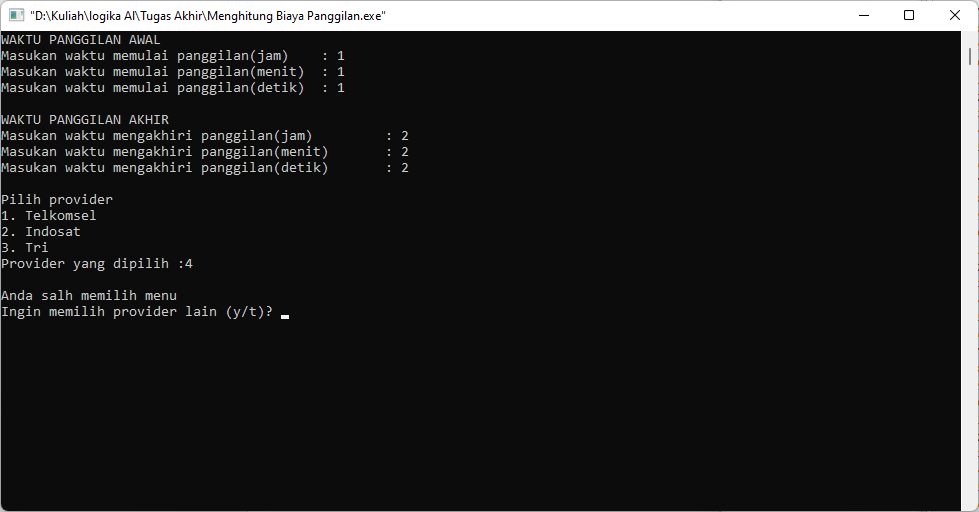 "D:\Kuliah\logika Al\Tugas Akhir\Menghitung Biaya Panggilan.exe"
WAKTU PANGGILAN AWAL
Masukan waktu memulai panggilan(jam)    : 1
Masukan waktu memulai panggilan(menit)  : 1
Masukan waktu memulai panggilan(detik)  : 1
WAKTU PANGGILAN AKHIR
Masukan waktu mengakhiri panggilan(jam)         : 2
Masukan waktu mengakhiri panggilan(menit)       : 2
Masukan waktu mengakhiri panggilan(detik)       : 2
Pilih provider
1. Telkomsel
2. Indosat
3. Tri
Provider yang dipilih :4
Anda salh memilih menu
Ingin memilih provider lain (y/t)?